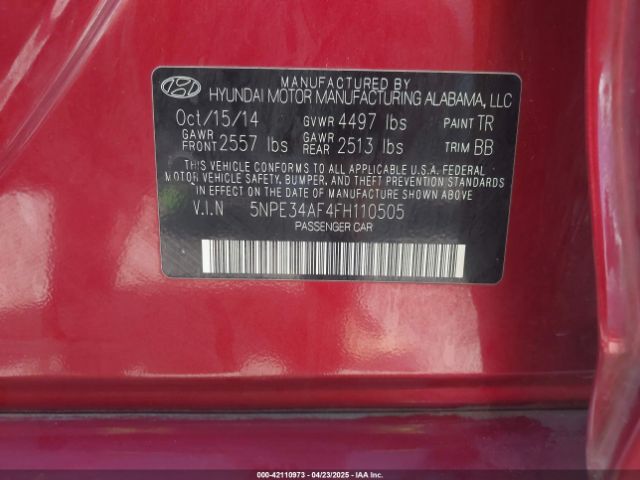 MANUFACTURED BY
HYUNDAI MOTOR MANUFACTURING ALABAMA, LLC
Oct/15/14 GVWR 4497 lbs PAINT TR
GAWR FRONT 2557 lbs GAWR REAR 2513 lbs TRIM BB
THIS VEHICLE CONFORMS TO ALL APPLICABLE U.S.A. FEDERAL
MOTOR VEHICLE SAFETY, BUMPER, AND THEFT PREVENTION STANDARDS
IN EFFECT ON THE DATE OF MANUFACTURE SHOWN ABOVE
V.I.N 5NPE34AF4FH110505
PASSENGER CAR
000-42110973 - 04/23/2025 - IAAI.COM